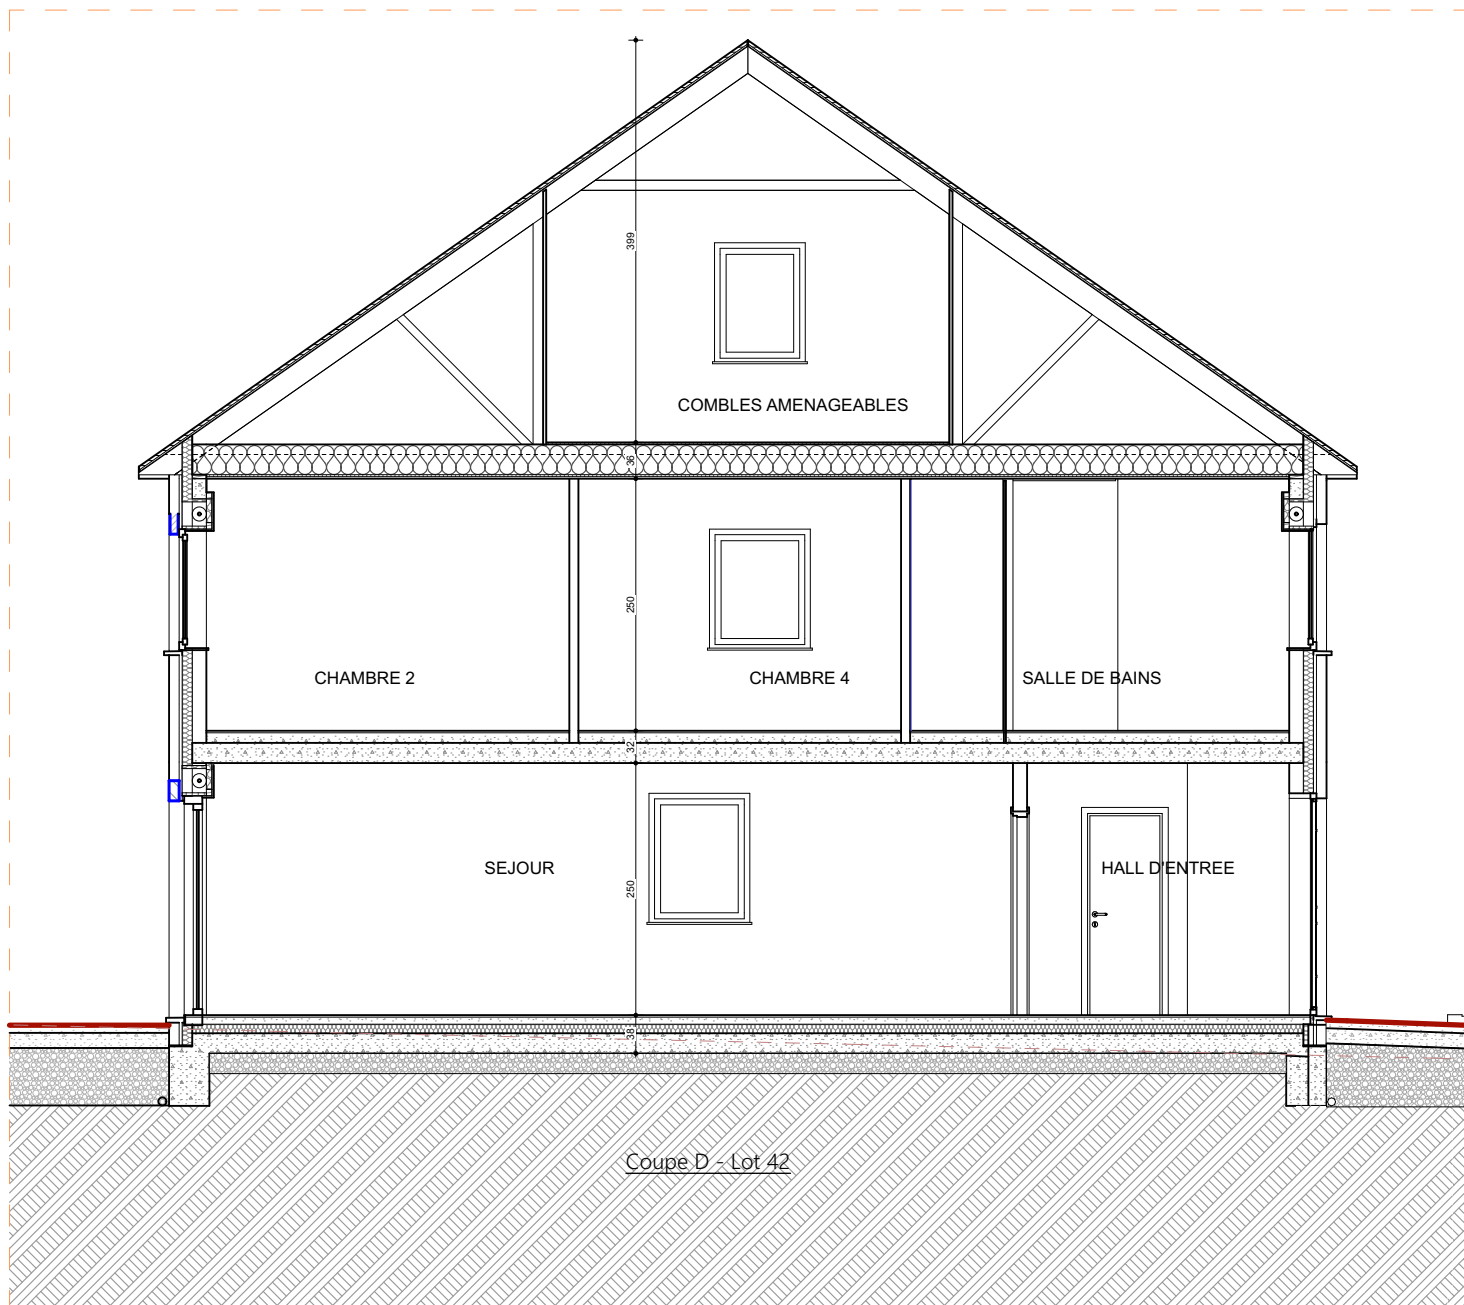 399
COMBLES AMENAGEABLES
36
250
CHAMBRE 2
CHAMBRE 4
SALLE DE BAINS
32
SEJOUR
HALL D'ENTREE
250
38
Coupe D - Lot 42